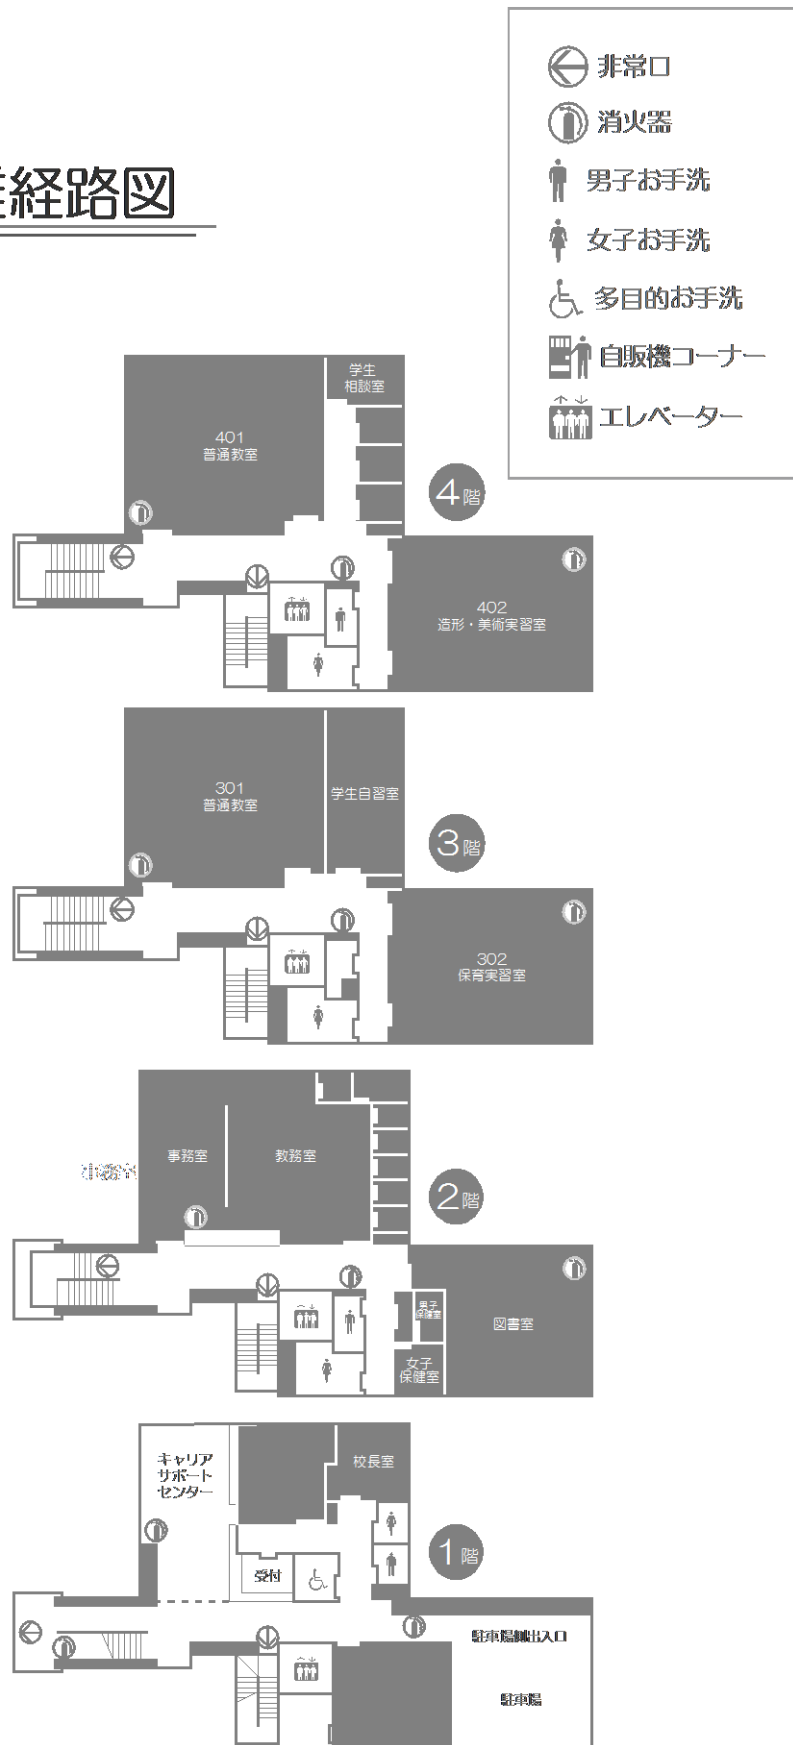 非常口
消火器
経路図
男子お手洗
女子お手洗
多目的お手洗
自販機コーナー
エレベーター
学生
相談室
401
普通教室
4階
402
造形・美術実習室
301
普通教室
学生自習室
3階
302
保育実習室
事務室
教務室
2階
男子
保健室
図書室
女子
保健室
キャリア
サポート
センター
校長室
1階
受付
駐車場側出入口
駐車場